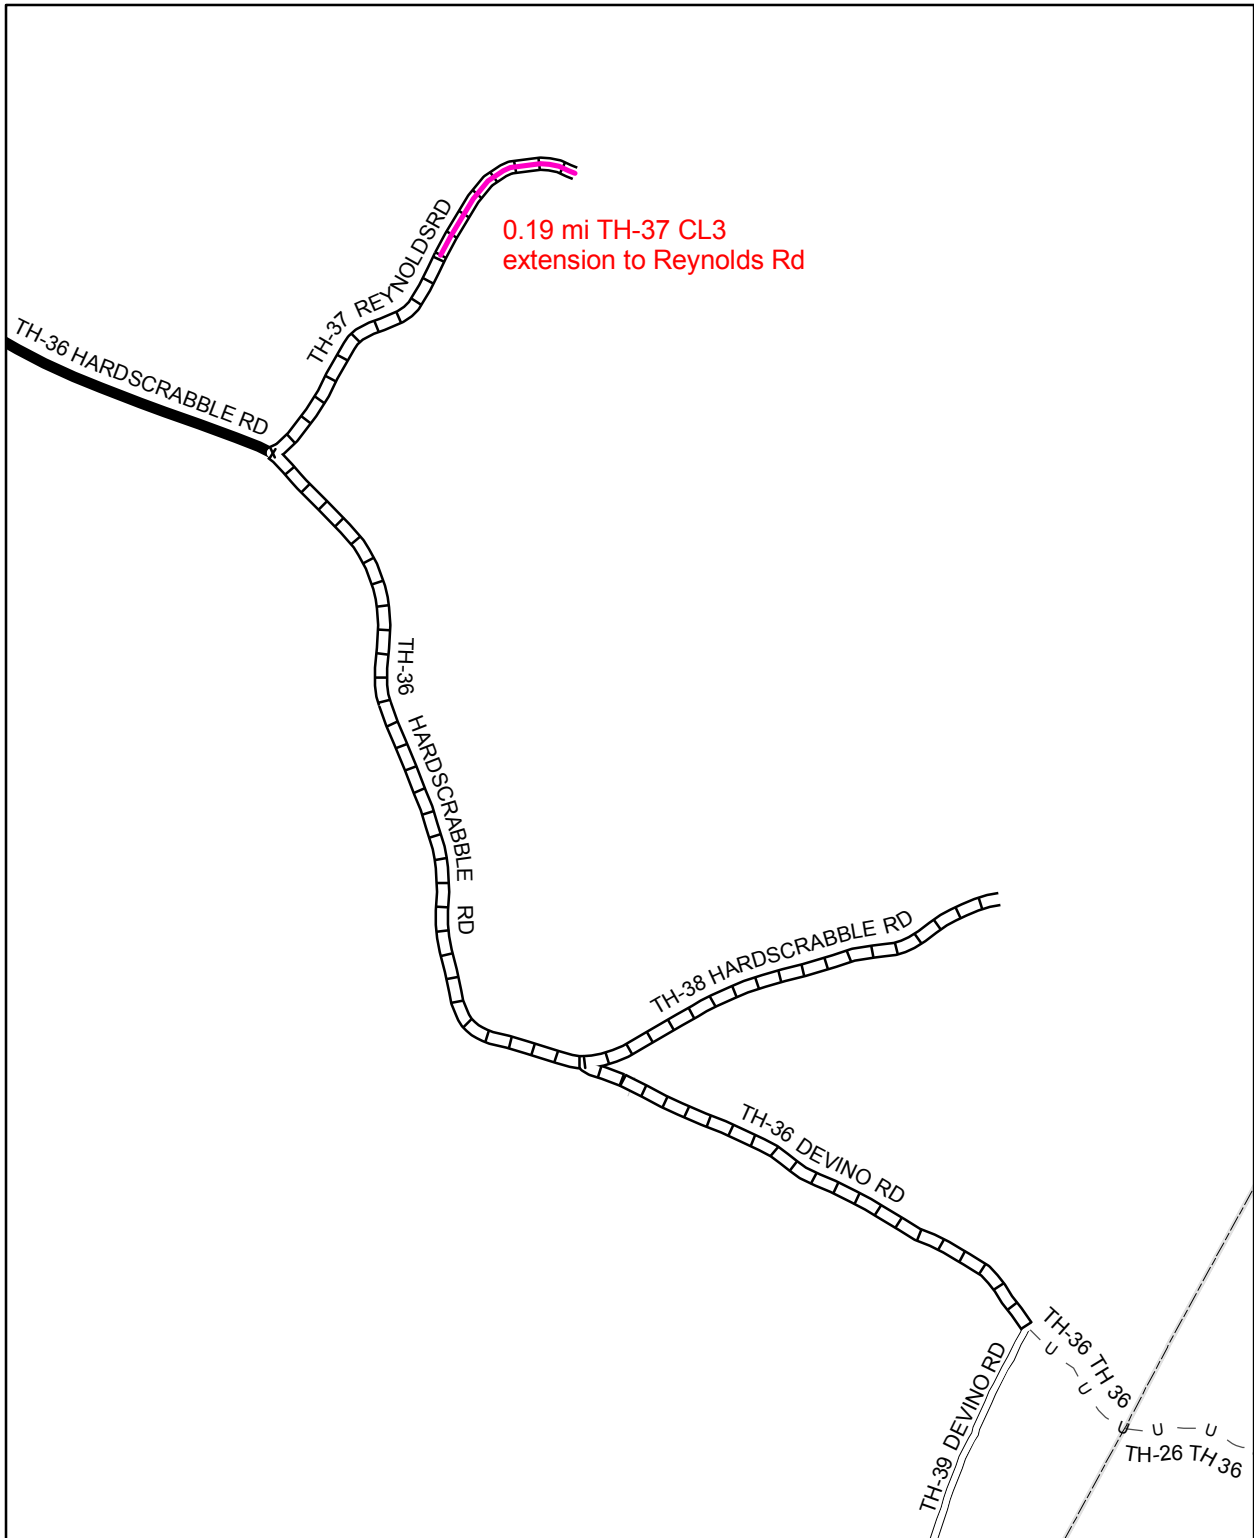 0.19 mi TH-37 CL3
extension to Reynolds Rd
TH-37 REYNOLDSRD
TH-36 HARDSCRABBLE RD
TH-36 HARDSCRABBLE RD
TH-38 HARDSCRABBLE RD
TH-36 DEVINO RD
TH-36 TH 36
TH-39 DEVINO RD
TH-26 TH 36